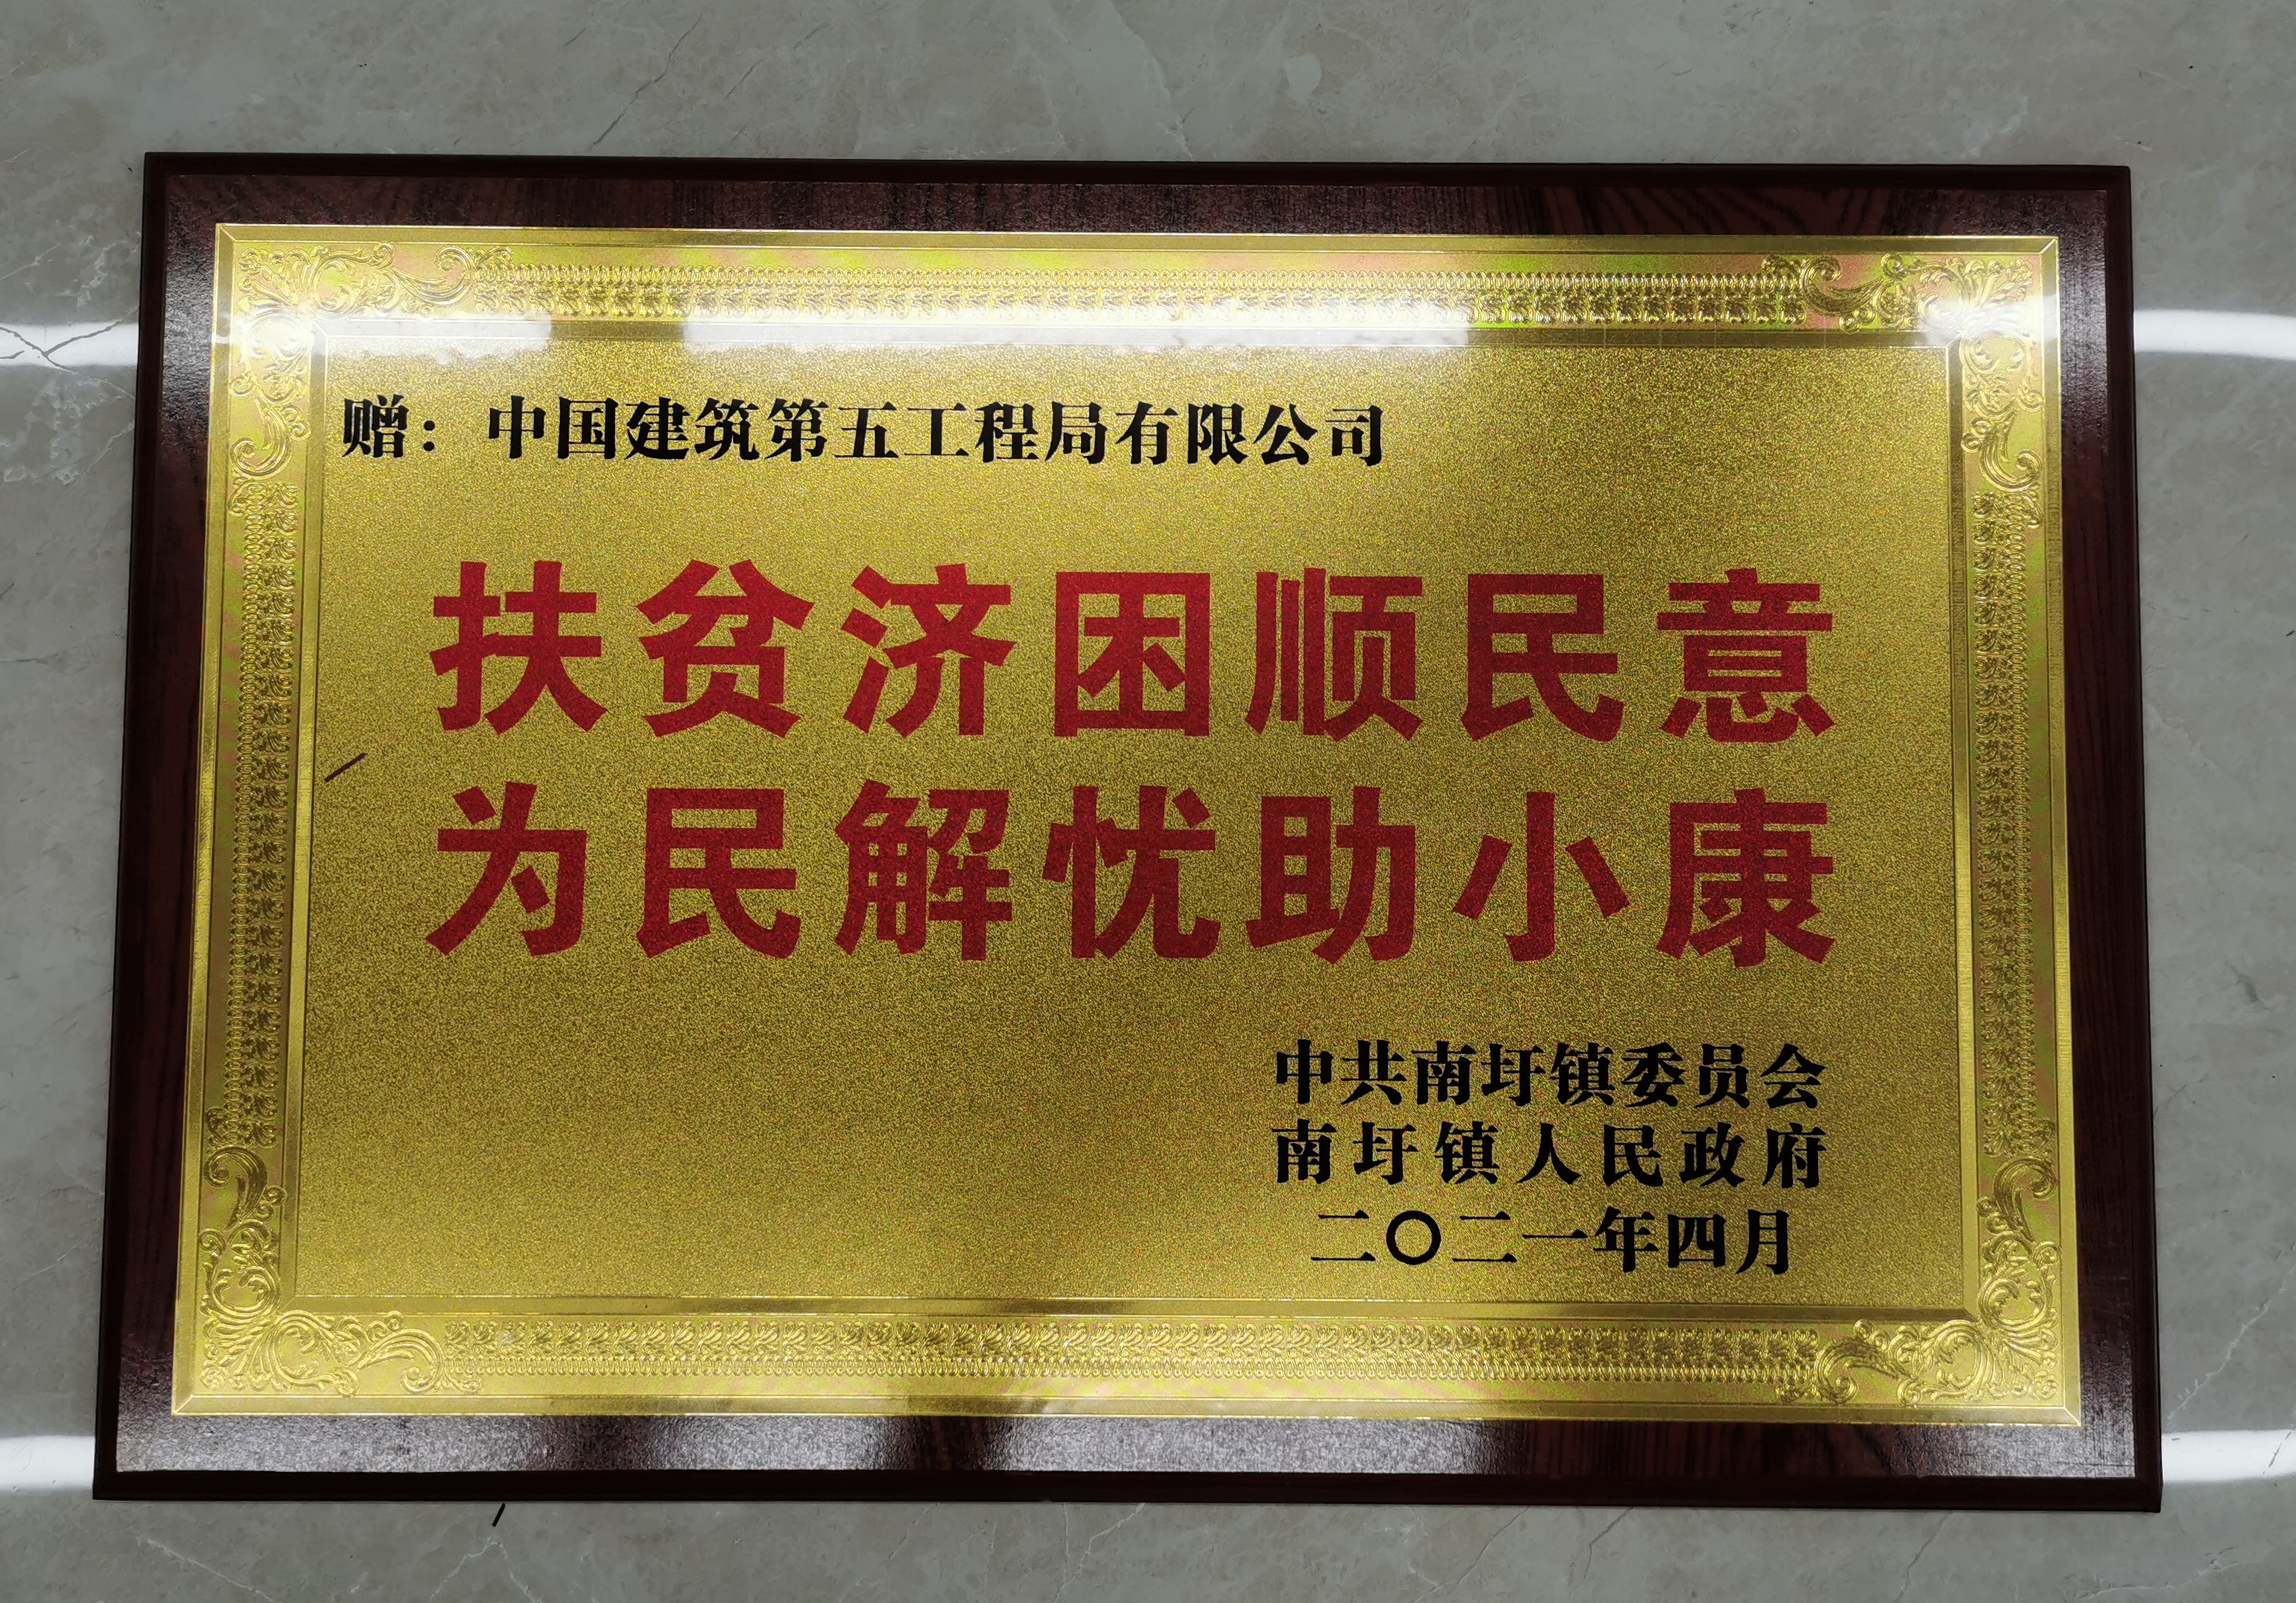 赠：中国建筑第五工程局有限公司
扶贫济困顺民意
为民解忧助小康
中共南圩镇委员会
南圩镇人民政府
二〇二一年四月